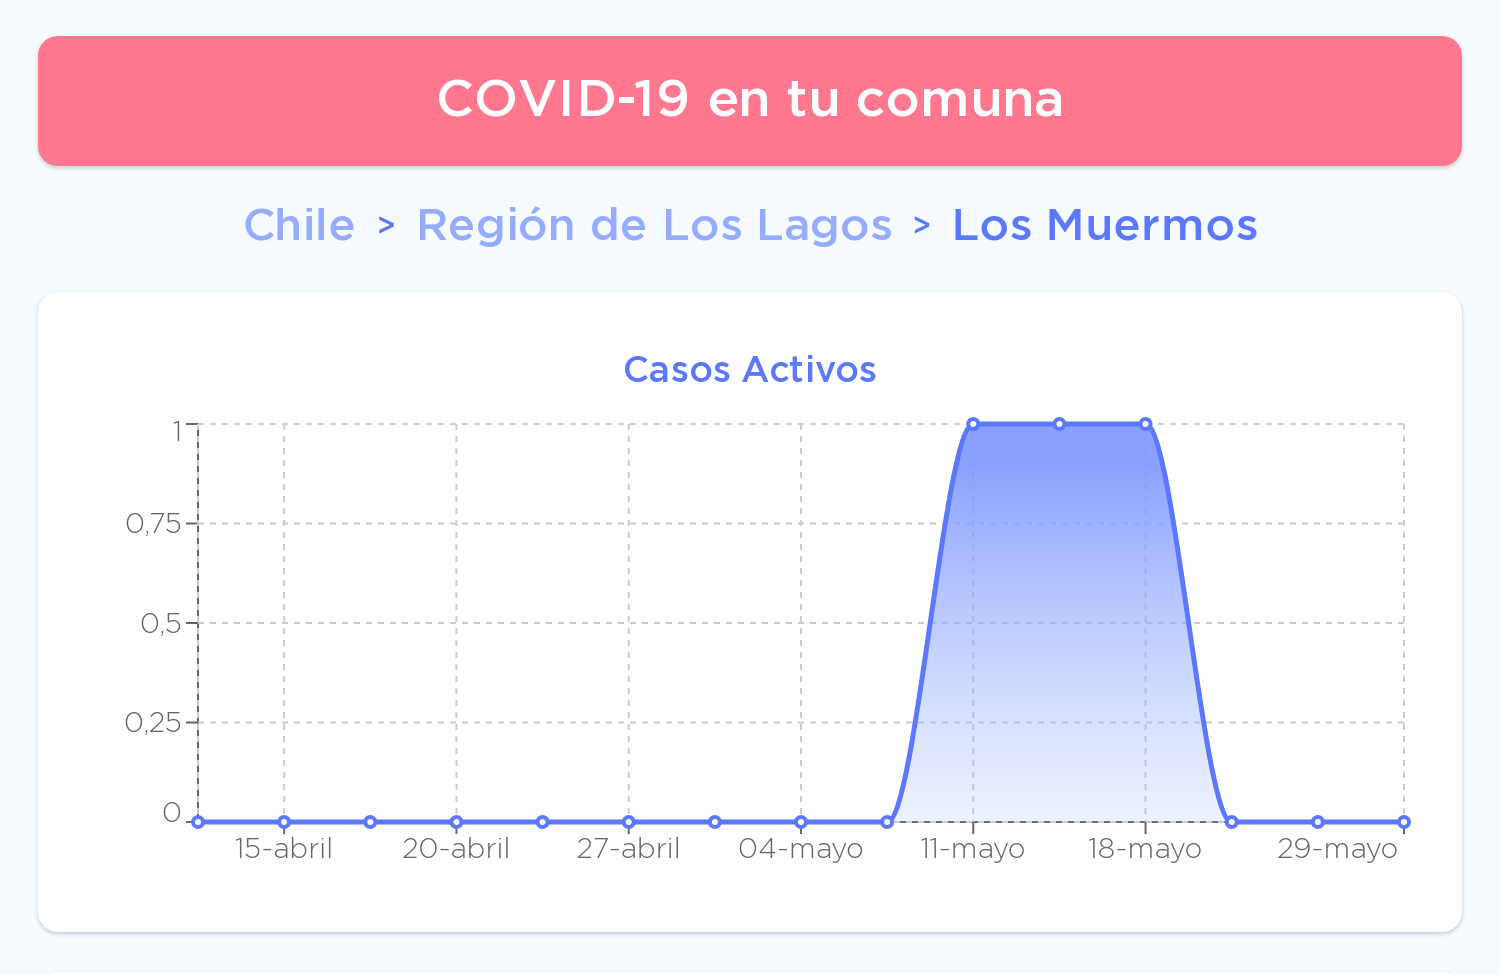 COVID-19 en tu comuna
Chile > Región de Los Lagos > Los Muermos
Casos Activos
1
0,75
0,5
0,25
0
15-abril 20-abril 27-abril 04-mayo 11-mayo 18-mayo 29-mayo